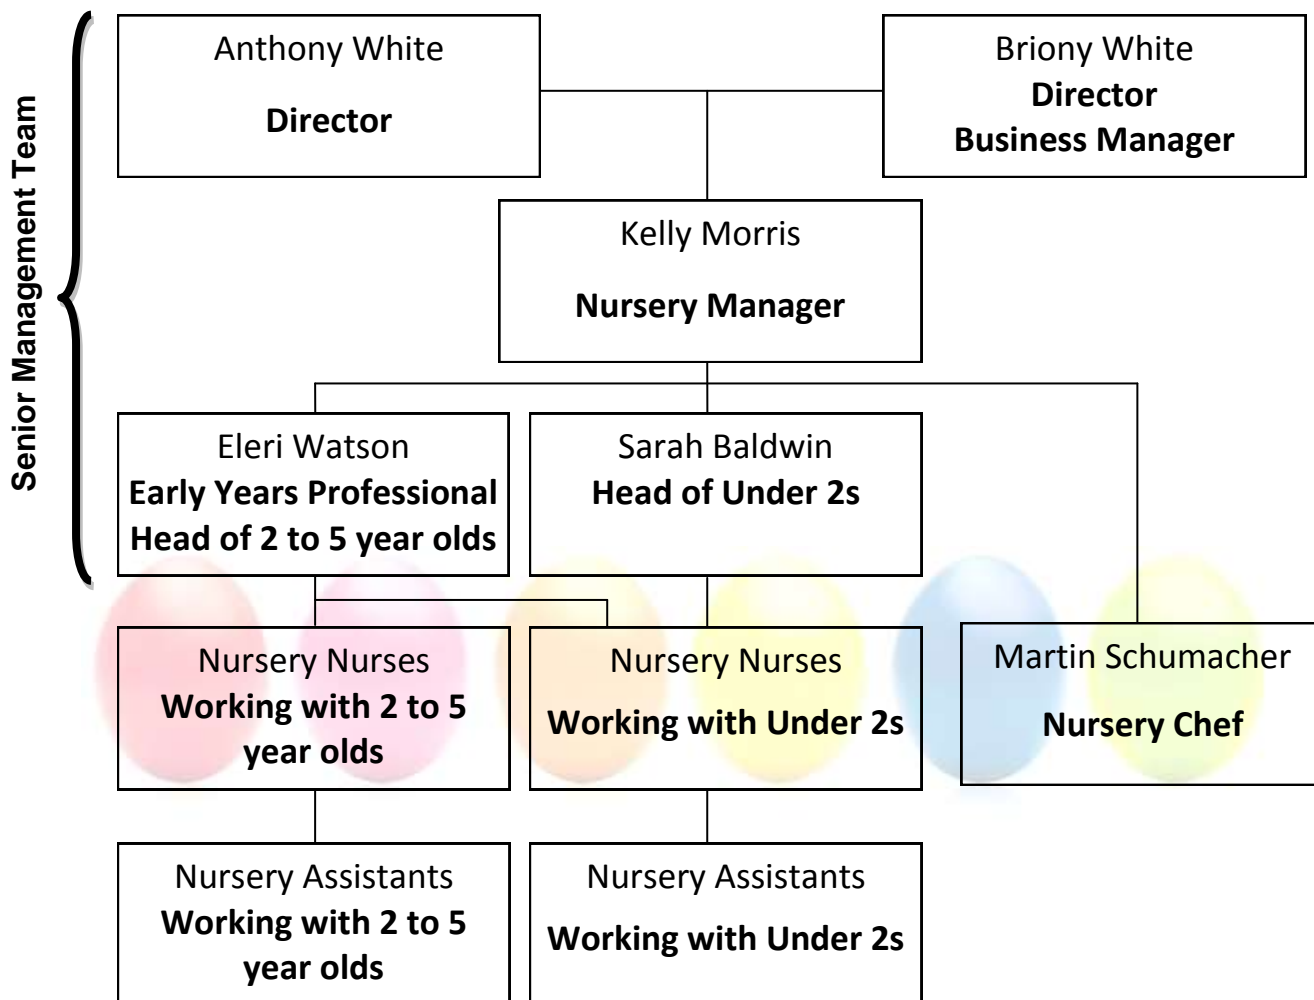 Senior Management Team
Anthony White
Director
Briony White
Director
Business Manager
Kelly Morris
Nursery Manager
Eleri Watson
Early Years Professional
Head of 2 to 5 year olds
Sarah Baldwin
Head of Under 2s
Nursery Nurses
Working with 2 to 5
year olds
Nursery Nurses
Working with Under 2s
Martin Schumacher
Nursery Chef
Nursery Assistants
Working with 2 to 5
year olds
Nursery Assistants
Working with Under 2s